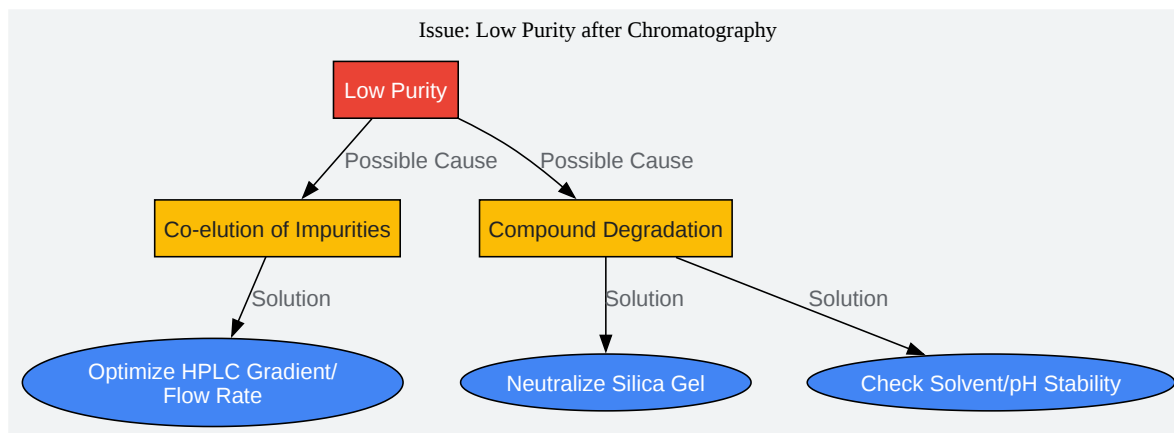 Issue: Low Purity after Chromatography
Low Purity
Possible Cause
Possible Cause
Co-elution of Impurities
Compound Degradation
Solution
Solution
Solution
Optimize HPLC Gradient/
Flow Rate
Neutralize Silica Gel
Check Solvent/pH Stability